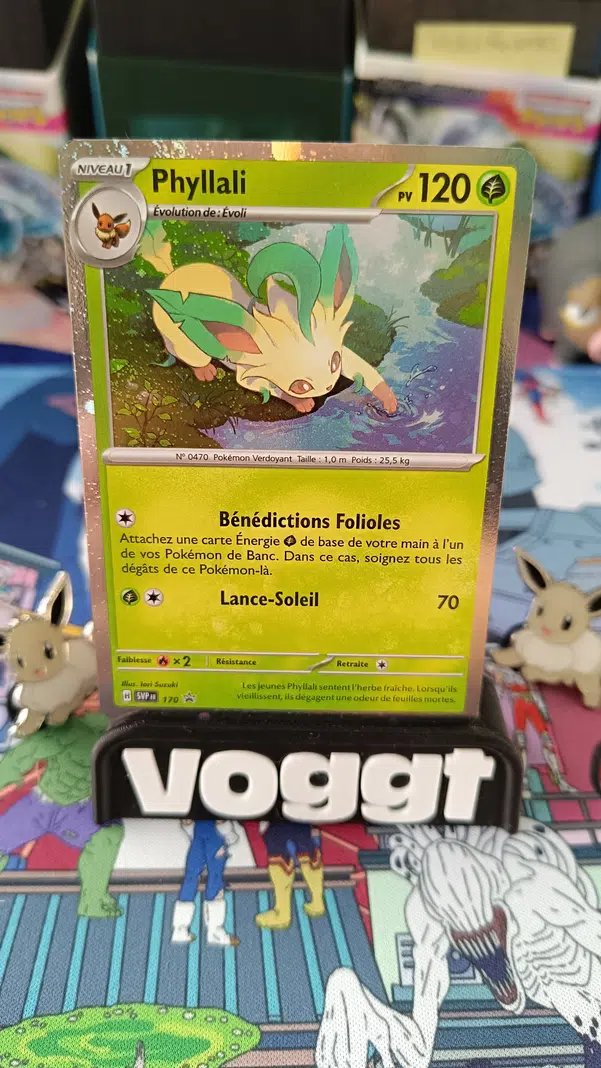 NIVEAU 1
Phyllali
PV 120
Évolution de : Évoli
N° 0470 Pokémon Verdoyant Taille : 1,0 m Poids : 25,5 kg
Bénédictions Folioles
Attachez une carte Énergie de base de votre main à l'un
de vos Pokémon de Banc. Dans ce cas, soignez tous les
dégâts de ce Pokémon-là.
Lance-Soleil 70
Faiblesse ×2 Résistance Retraite
Illus. Iori Suzuki
Les jeunes Phyllali sentent l'herbe fraîche. Lorsqu'ils
vieillissent, ils dégagent une odeur de feuilles mortes.
H SVP FR 170
voggt